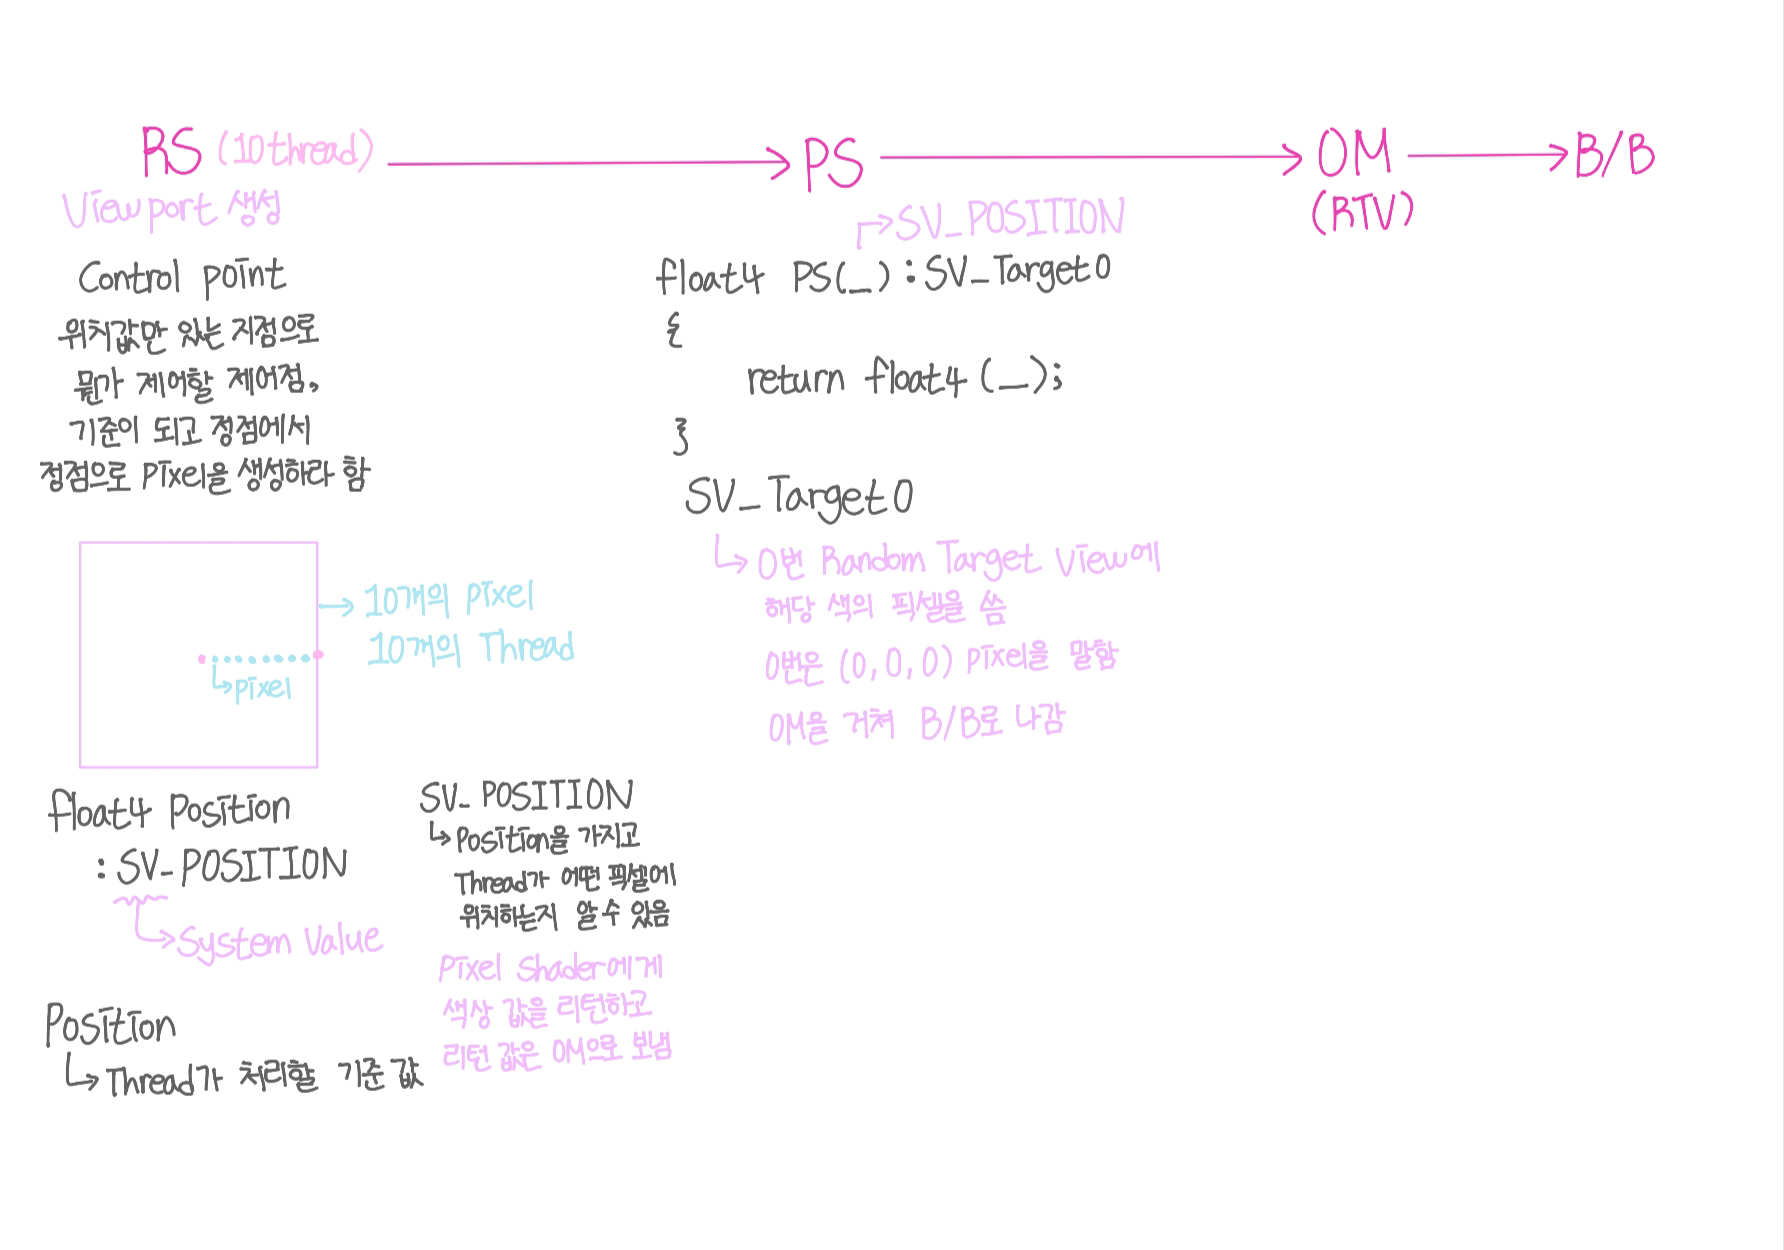 RS (10thread)
PS
OM
B/B
(RTV)
Viewport 생성
Control point
위치값만 있는 지점으로
뭔가 제어할 제어점,
기준이 되고 정점에서
정점으로 Pixel을 생성하라 함
10개의 Pixel
10개의 Thread
pixel
float4 Position
: SV_POSITION
System Value
Position
Thread가 처리할 기준 값
SV_POSITION
Position을 가지고
Thread가 어떤 픽셀에
위치하는지 알 수 있음
Pixel Shader에게
색상 값을 리턴하고
리턴 값은 OM으로 보냄
SV_POSITION
float4 PS(_) : SV_Target0
{
return float4 (_);
}
SV_Target0
0번 Random Target View에
해당 색의 픽셀을 씀
0번은 (0,0,0) pixel을 말함
OM을 거쳐 B/B로 나감